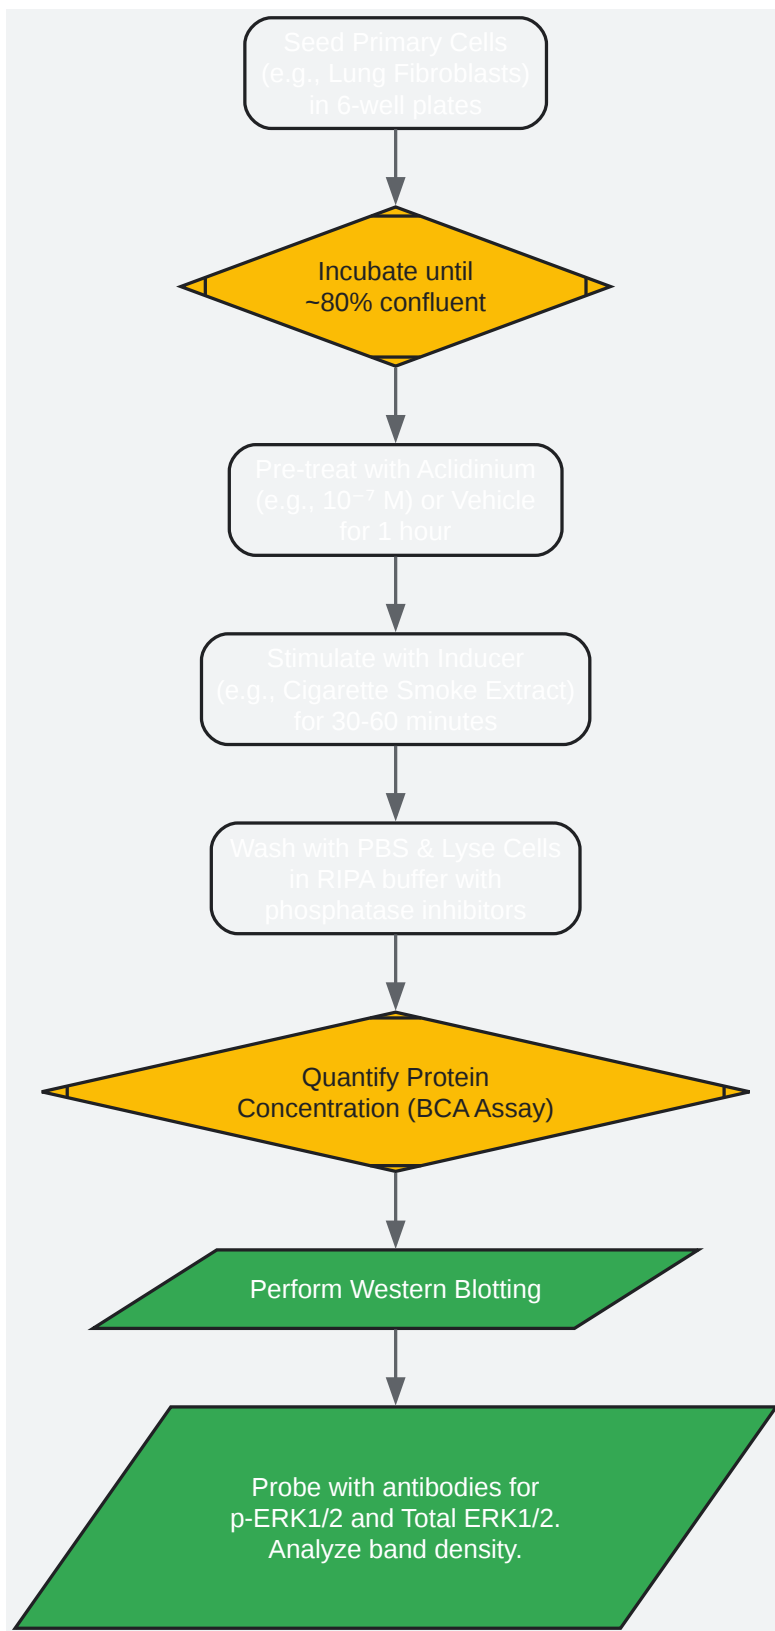 Seed Primary Cells
(e.g., Lung Fibroblasts)
in 6-well plates
Incubate until
~80% confluent
Pre-treat with Aclidinium
(e.g., 10⁻⁷ M) or Vehicle
for 1 hour
Stimulate with Inducer
(e.g., Cigarette Smoke Extract)
for 30-60 minutes
Wash with PBS & Lyse Cells
in RIPA buffer with
phosphatase inhibitors
Quantify Protein
Concentration (BCA Assay)
Perform Western Blotting
Probe with antibodies for
p-ERK1/2 and Total ERK1/2.
Analyze band density.